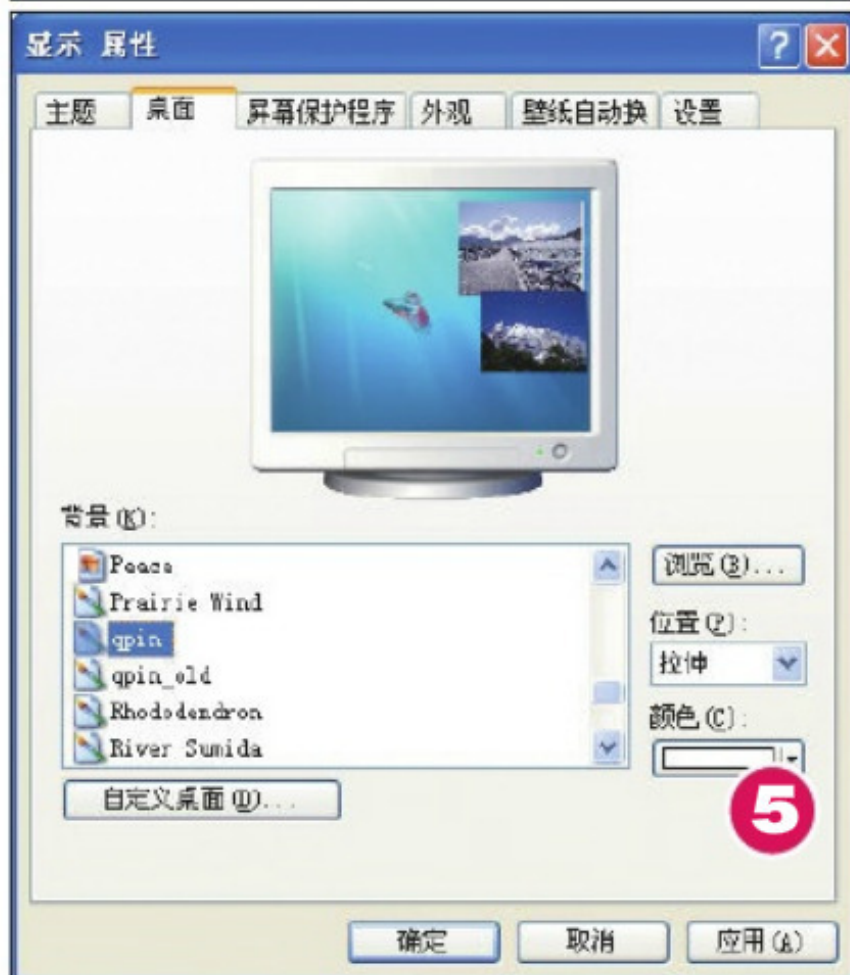 显示 属性
主题 桌面 屏幕保护程序 外观 壁纸自动换 设置
背景(K):
Peace
Prairie Wind
qpin
qpin_old
Rhododendron
River Sumida
浏览(B)...
位置(P):
拉伸
颜色(C):
自定义桌面(D)...
5
确定 取消 应用(A)